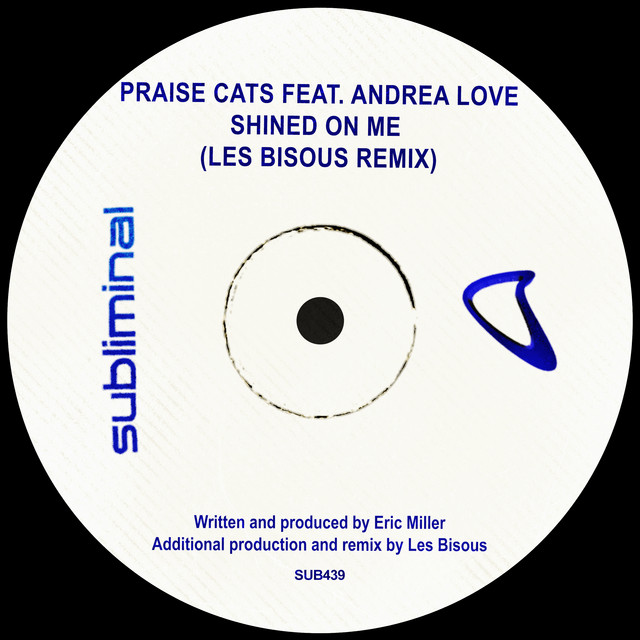 PRAISE CATS FEAT. ANDREA LOVE
SHINED ON ME
(LES BISOUS REMIX)
subliminal
Written and produced by Eric Miller
Additional production and remix by Les Bisous
SUB439